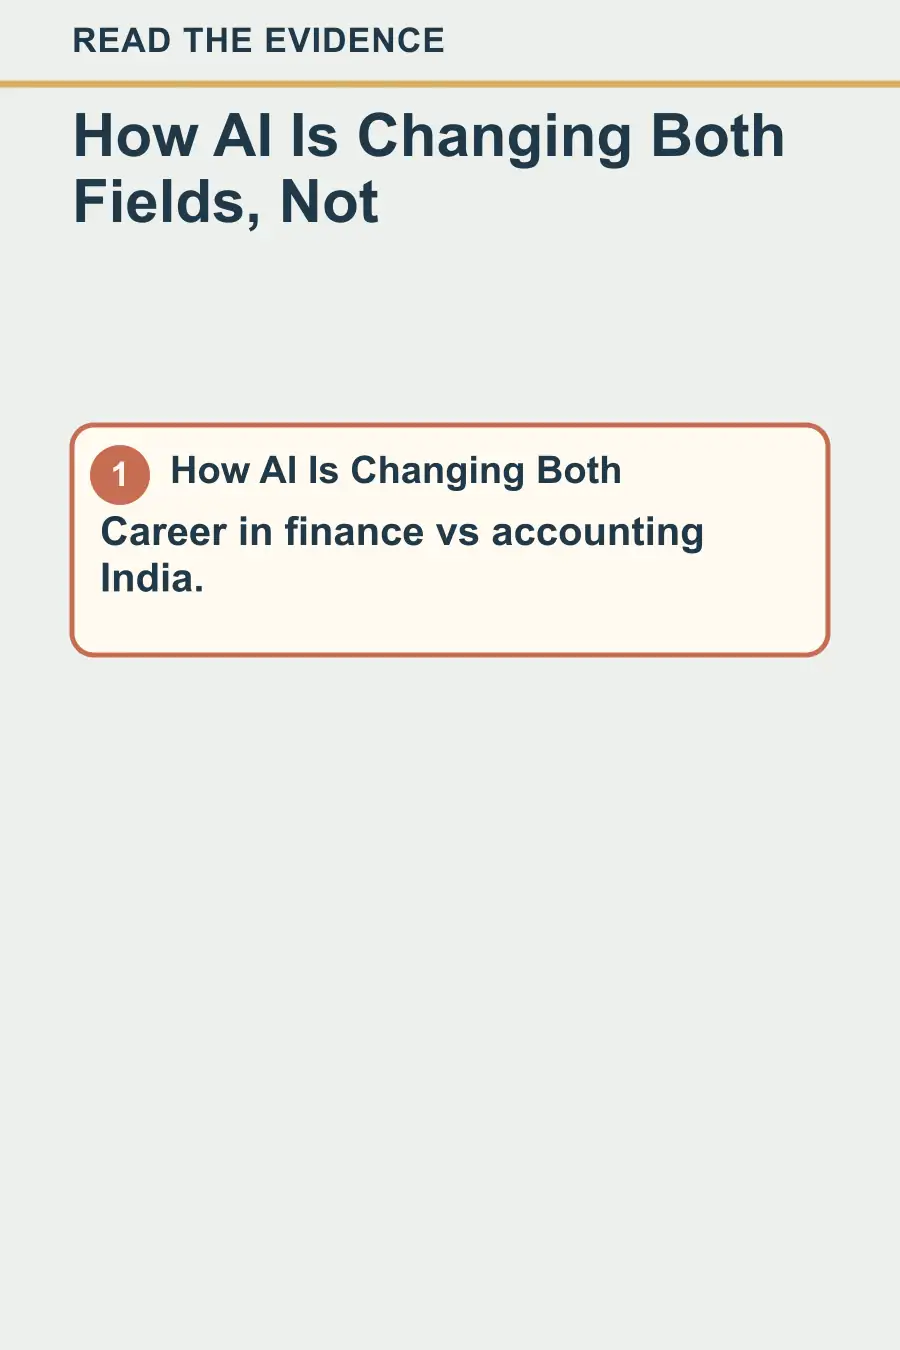 READ THE EVIDENCE
How AI Is Changing Both
Fields, Not
1 How AI Is Changing Both
Career in finance vs accounting
India.